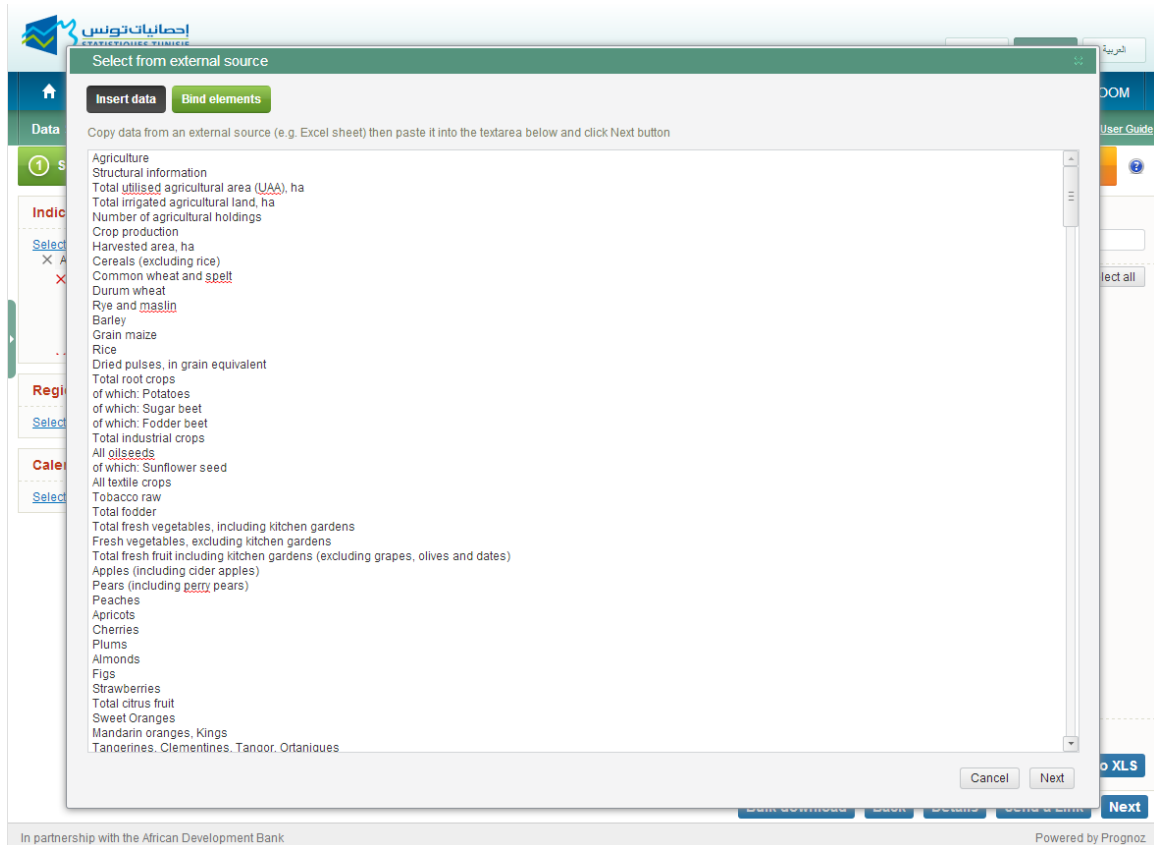 إحصائيات تونس
STATISTIQUES TUNISIE
العربية
Select from external source
DOM
Insert data
Bind elements
Data
User Guide
Copy data from an external source (e.g. Excel sheet) then paste it into the textarea below and click Next button
1 S
Agriculture
Structural information
Total utilised agricultural area (UAA), ha
Total irrigated agricultural land, ha
Number of agricultural holdings
Crop production
Harvested area, ha
Cereals (excluding rice)
Common wheat and spelt
Durum wheat
Rye and maslin
Barley
Grain maize
Rice
Dried pulses, in grain equivalent
Total root crops
of which: Potatoes
of which: Sugar beet
of which: Fodder beet
Total industrial crops
All oilseeds
of which: Sunflower seed
All textile crops
Tobacco raw
Total fodder
Total fresh vegetables, including kitchen gardens
Fresh vegetables, excluding kitchen gardens
Total fresh fruit including kitchen gardens (excluding grapes, olives and dates)
Apples (including cider apples)
Pears (including perry pears)
Peaches
Apricots
Cherries
Plums
Almonds
Figs
Strawberries
Total citrus fruit
Sweet Oranges
Mandarin oranges, Kings
Tangerines, Clementines, Tangor, Ortaniques
Indic
Select
A
lect all
Regi
Select
Caler
Select
Cancel
Next
o XLS
Bulk download
Back
Details
Send a Link
Next
In partnership with the African Development Bank
Powered by Prognoz